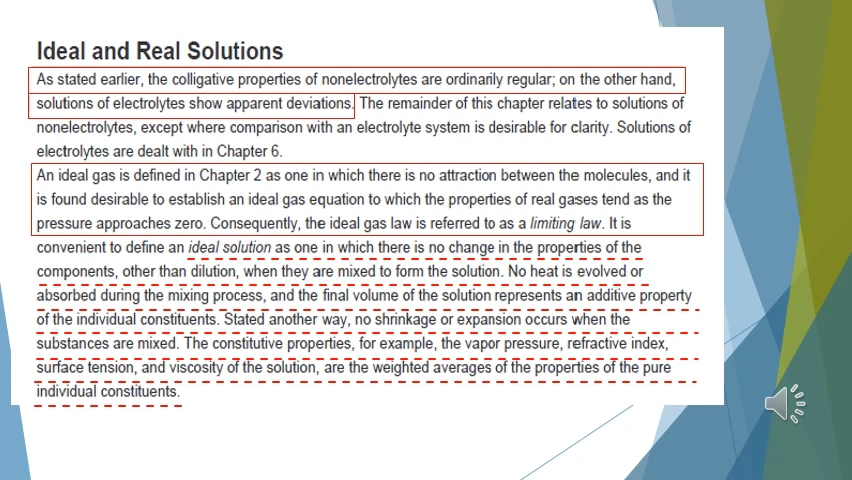 Ideal and Real Solutions
As stated earlier, the colligative properties of nonelectrolytes are ordinarily regular; on the other hand,
solutions of electrolytes show apparent deviations. The remainder of this chapter relates to solutions of
nonelectrolytes, except where comparison with an electrolyte system is desirable for clarity. Solutions of
electrolytes are dealt with in Chapter 6.
An ideal gas is defined in Chapter 2 as one in which there is no attraction between the molecules, and it
is found desirable to establish an ideal gas equation to which the properties of real gases tend as the
pressure approaches zero. Consequently, the ideal gas law is referred to as a limiting law. It is
convenient to define an ideal solution as one in which there is no change in the properties of the
components, other than dilution, when they are mixed to form the solution. No heat is evolved or
absorbed during the mixing process, and the final volume of the solution represents an additive property
of the individual constituents. Stated another way, no shrinkage or expansion occurs when the
substances are mixed. The constitutive properties, for example, the vapor pressure, refractive index,
surface tension, and viscosity of the solution, are the weighted averages of the properties of the pure
individual constituents.